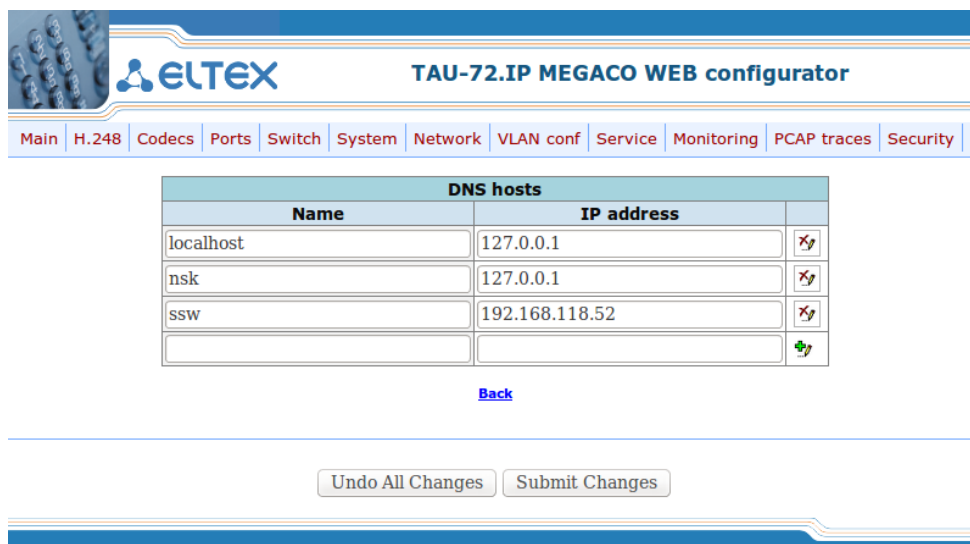 ELTEX
TAU-72.IP MEGACO WEB configurator
Main H.248 Codecs Ports Switch System Network VLAN conf Service Monitoring PCAP traces Security
DNS hosts
Name IP address
localhost 127.0.0.1
nsk 127.0.0.1
ssw 192.168.118.52
Back
Undo All Changes Submit Changes